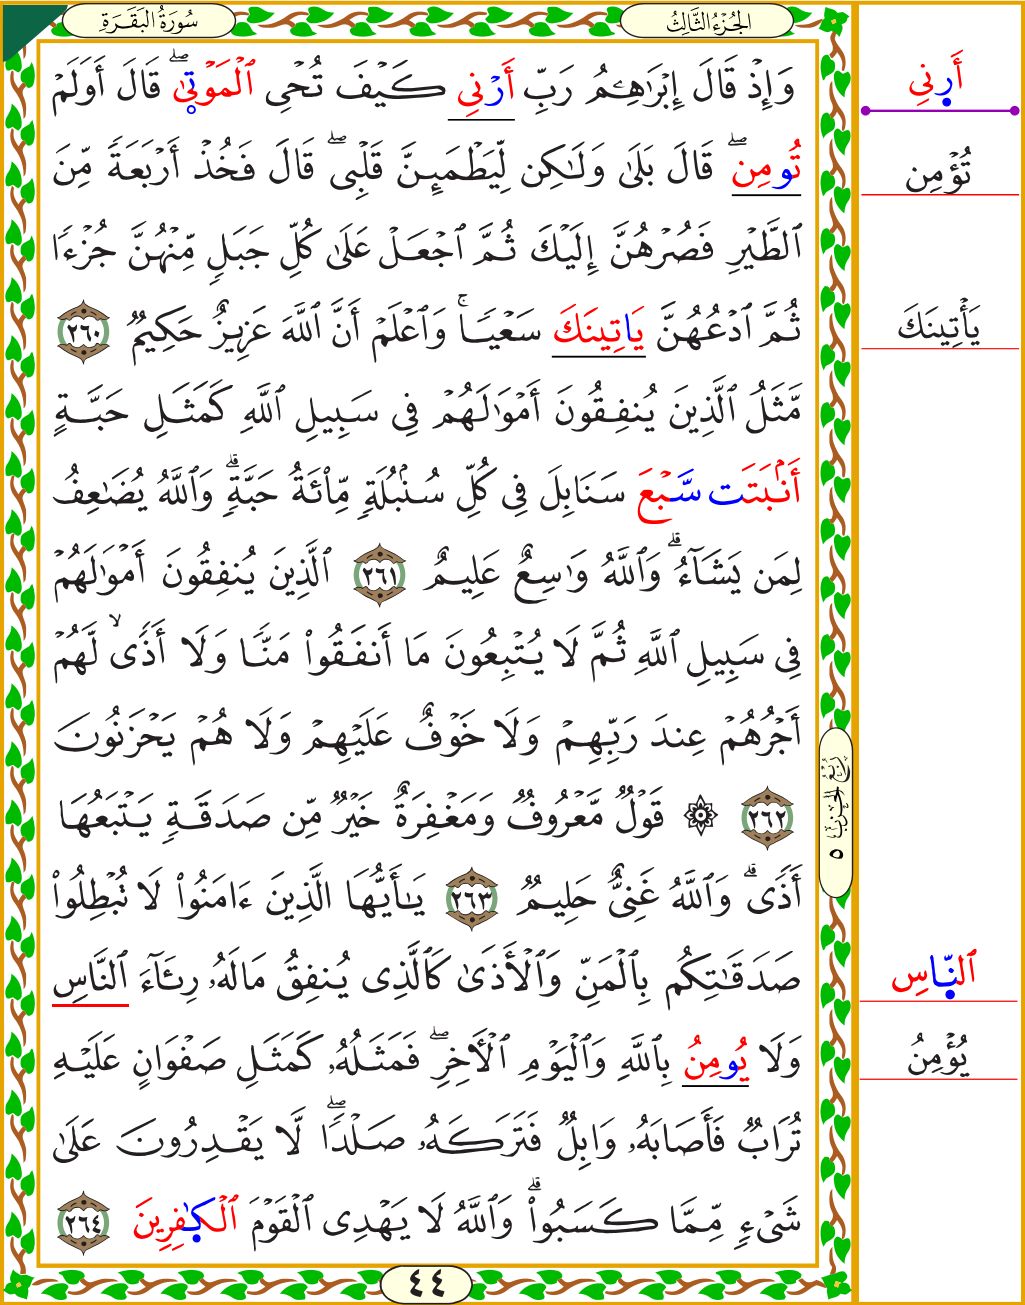 سُورَةُ البَقَرَةِ
الجُزْءُ الثَّالِثُ
وَإِذْ قَالَ إِبْرَٰهِـۧمُ رَبِّ أَرْنِى كَيْفَ تُحْىِ ٱلْمَوْتٜىٰۖ قَالَ أَوَلَمْ
تُومِنۖ قَالَ بَلَىٰ وَلَـٰكِن لِّيَطْمَئِنَّ قَلْبِىۖ قَالَ فَخُذْ أَرْبَعَةً مِّنَ
ٱلطَّيْرِ فَصُرْهُنَّ إِلَيْكَ ثُمَّ ٱجْعَلْ عَلَىٰ كُلِّ جَبَلٍ مِّنْهُنَّ جُزْءًا
ثُمَّ ٱدْعُهُنَّ يَاتِينَكَ سَعْيًاۚ وَٱعْلَمْ أَنَّ ٱللَّهَ عَزِيزٌ حَكِيمٌ ٢٦٠
مَّثَلُ ٱلَّذِينَ يُنفِقُونَ أَمْوَٰلَهُمْ فِى سَبِيلِ ٱللَّهِ كَمَثَلِ حَبَّةٍ
أَنۢبَتَت سَّبْعَ سَنَابِلَ فِى كُلِّ سُنۢبُلَةٍ مِّا۟ئَةُ حَبَّةٍۗ وَٱللَّهُ يُضَـٰعِفُ
لِمَن يَشَآءُۗ وَٱللَّهُ وَٰسِعٌ عَلِيمٌ ٢٦١ ٱلَّذِينَ يُنفِقُونَ أَمْوَٰلَهُمْ
فِى سَبِيلِ ٱللَّهِ ثُمَّ لَا يُتْبِعُونَ مَا أَنفَقُوا۟ مَنًّا وَلَا أَذًىۙ لَّهُمْ
أَجْرُهُمْ عِندَ رَبِّهِمْ وَلَا خَوْفٌ عَلَيْهِمْ وَلَا هُمْ يَحْزَنُونَ
٢٦٢ ۞ قَوْلٌ مَّعْرُوفٌ وَمَغْفِرَةٌ خَيْرٌ مِّن صَدَقَةٍ يَتْبَعُهَا
أَذًىۗ وَٱللَّهُ غَنِىٌّ حَلِيمٌ ٢٦٣ يَـٰأَيُّهَا ٱلَّذِينَ ءَامَنُوا۟ لَا تُبْطِلُوا۟
صَدَقَـٰتِكُم بِٱلْمَنِّ وَٱلْأَذَىٰ كَٱلَّذِى يُنفِقُ مَالَهُۥ رِئَآءَ ٱلنَّاسِ
وَلَا يُومِنُ بِٱللَّهِ وَٱلْيَوْمِ ٱلْأَخِرِۖ فَمَثَلُهُۥ كَمَثَلِ صَفْوَانٍ عَلَيْهِ
تُرَابٌ فَأَصَابَهُۥ وَابِلٌ فَتَرَكَهُۥ صَلْدًاۖ لَّا يَقْدِرُونَ عَلَىٰ
شَىْءٍ مِّمَّا كَسَبُوا۟ۗ وَٱللَّهُ لَا يَهْدِى ٱلْقَوْمَ ٱلْكَـٰٜفِرِينَ ٢٦٤
أَرِنِى
تُؤْمِن
يَأْتِينَكَ
ٱلنَّـٜاسِ
يُؤْمِنُ
رُبُعُ الحِزْبِ ٥
٤٤